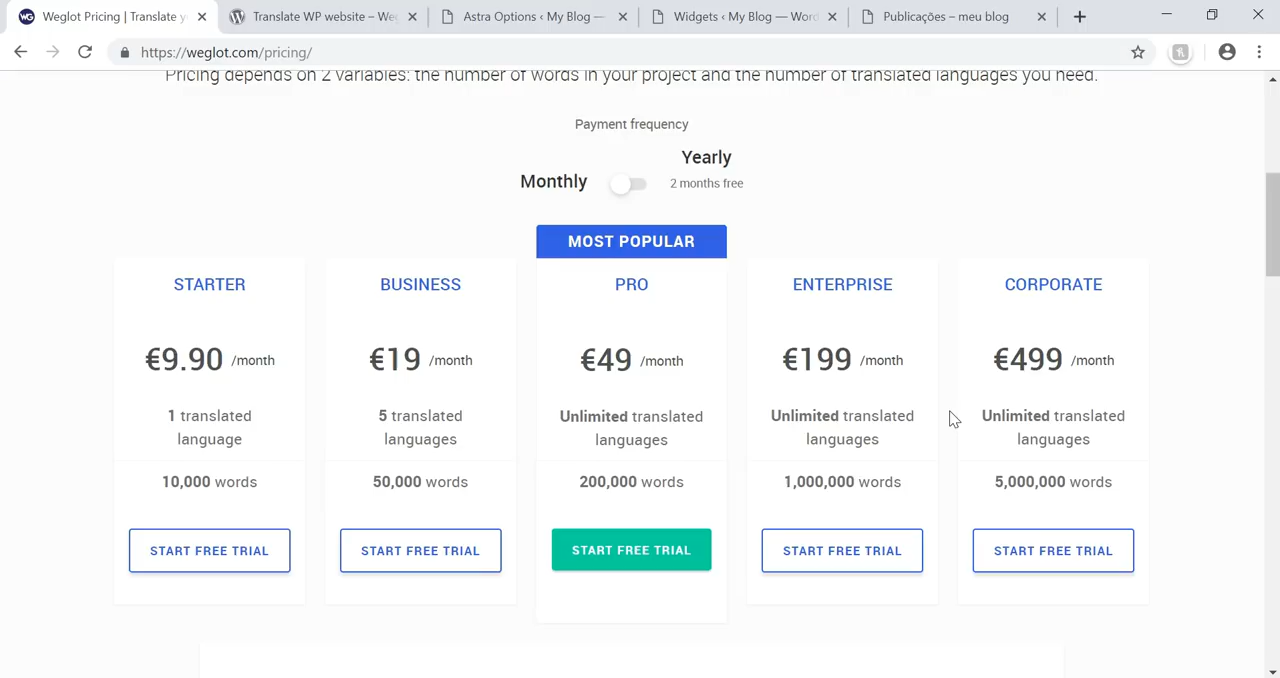 Weglot Pricing | Translate y
Translate WP website – We
Astra Options ‹ My Blog —
Widgets ‹ My Blog — Word
Publicações – meu blog
https://weglot.com/pricing/
Pricing depends on 2 variables: the number of words in your project and the number of translated languages you need.
Payment frequency
Monthly
Yearly
2 months free
MOST POPULAR
STARTER
€9.90 /month
1 translated
language
10,000 words
START FREE TRIAL
BUSINESS
€19 /month
5 translated
languages
50,000 words
START FREE TRIAL
PRO
€49 /month
Unlimited translated
languages
200,000 words
START FREE TRIAL
ENTERPRISE
€199 /month
Unlimited translated
languages
1,000,000 words
START FREE TRIAL
CORPORATE
€499 /month
Unlimited translated
languages
5,000,000 words
START FREE TRIAL